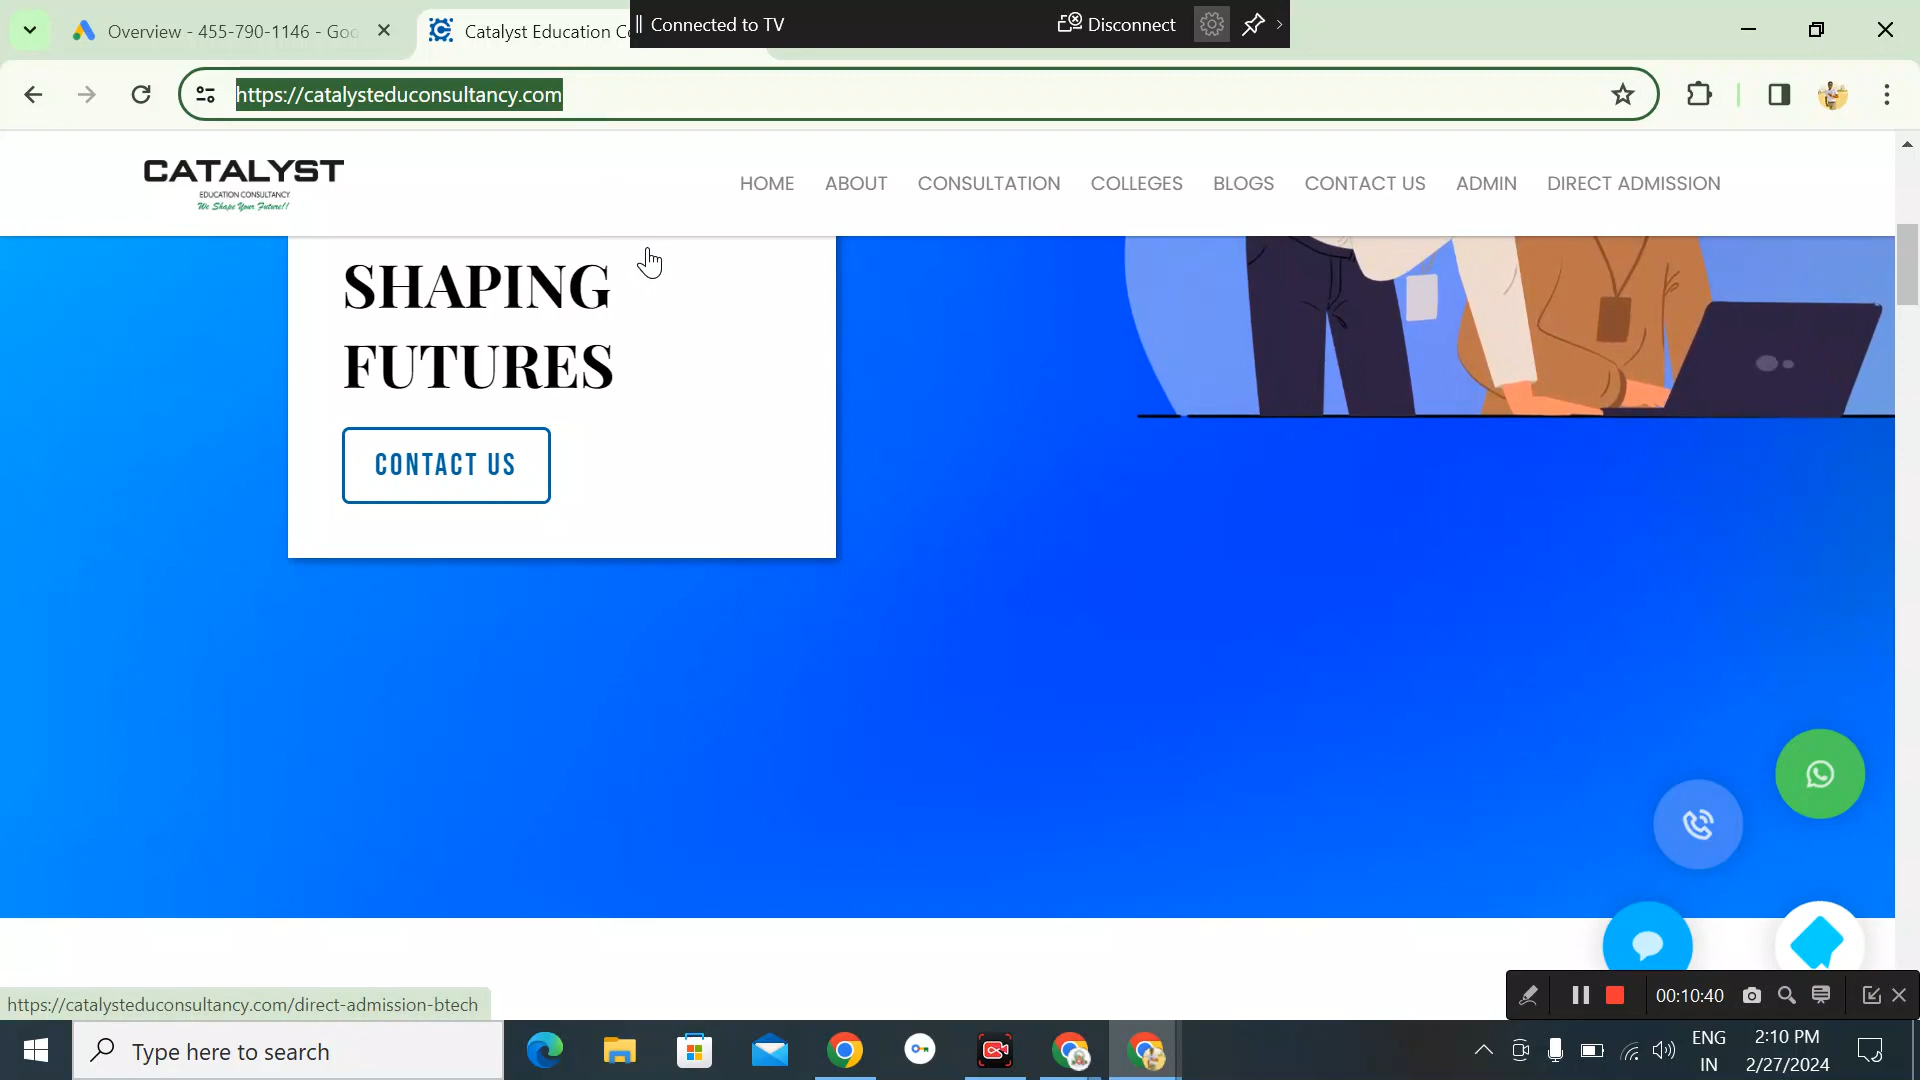 Overview - 455-790-1146 - Goo
Catalyst Education Co
Connected to TV
Disconnect
https://catalysteduconsultancy.com
CATALYST
EDUCATION CONSULTANCY
We Shape Your Future!!
HOME
ABOUT
CONSULTATION
COLLEGES
BLOGS
CONTACT US
ADMIN
DIRECT ADMISSION
SHAPING
FUTURES
CONTACT US
https://catalysteduconsultancy.com/direct-admission-btech
00:10:40
Type here to search
ENG
IN
2:10 PM
2/27/2024